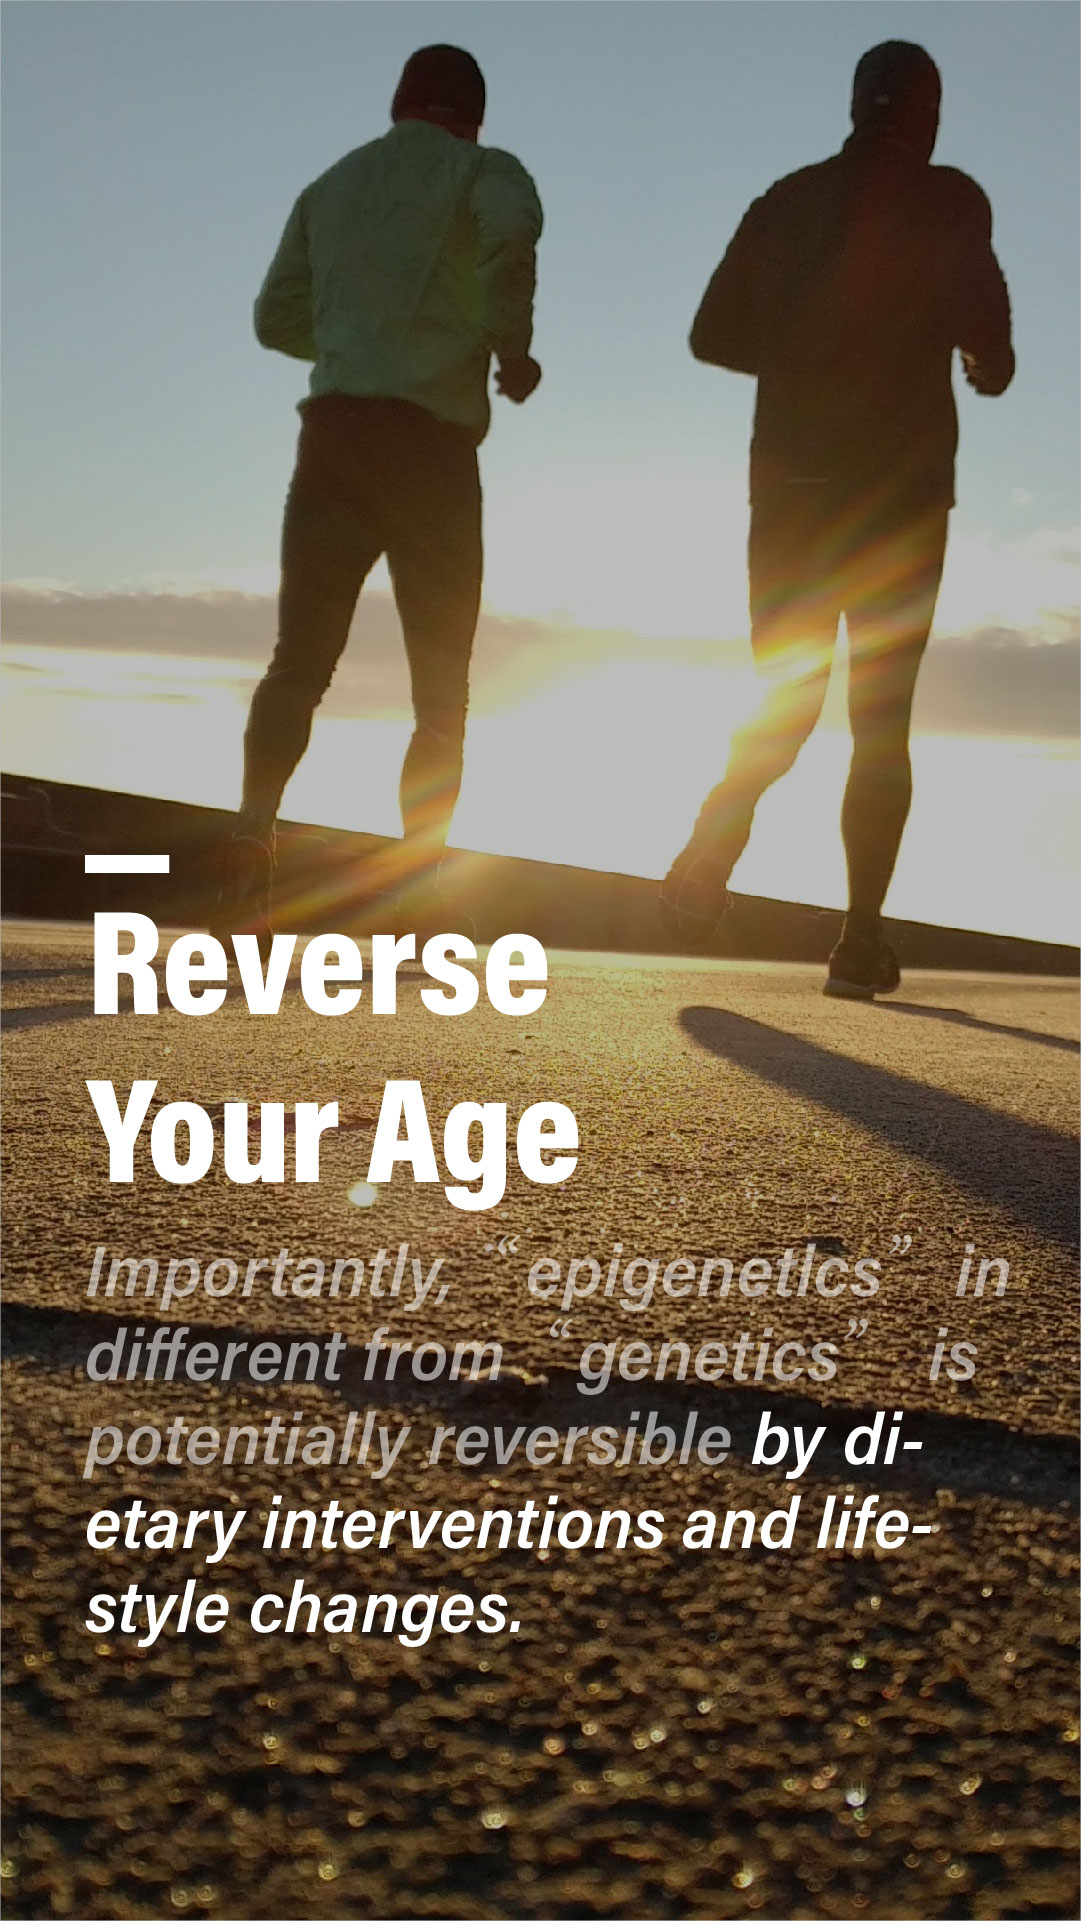 Reverse
Your Age
Importantly, “epigenetics” in
different from “genetics” is
potentially reversible by di-
etary interventions and life-
style changes.